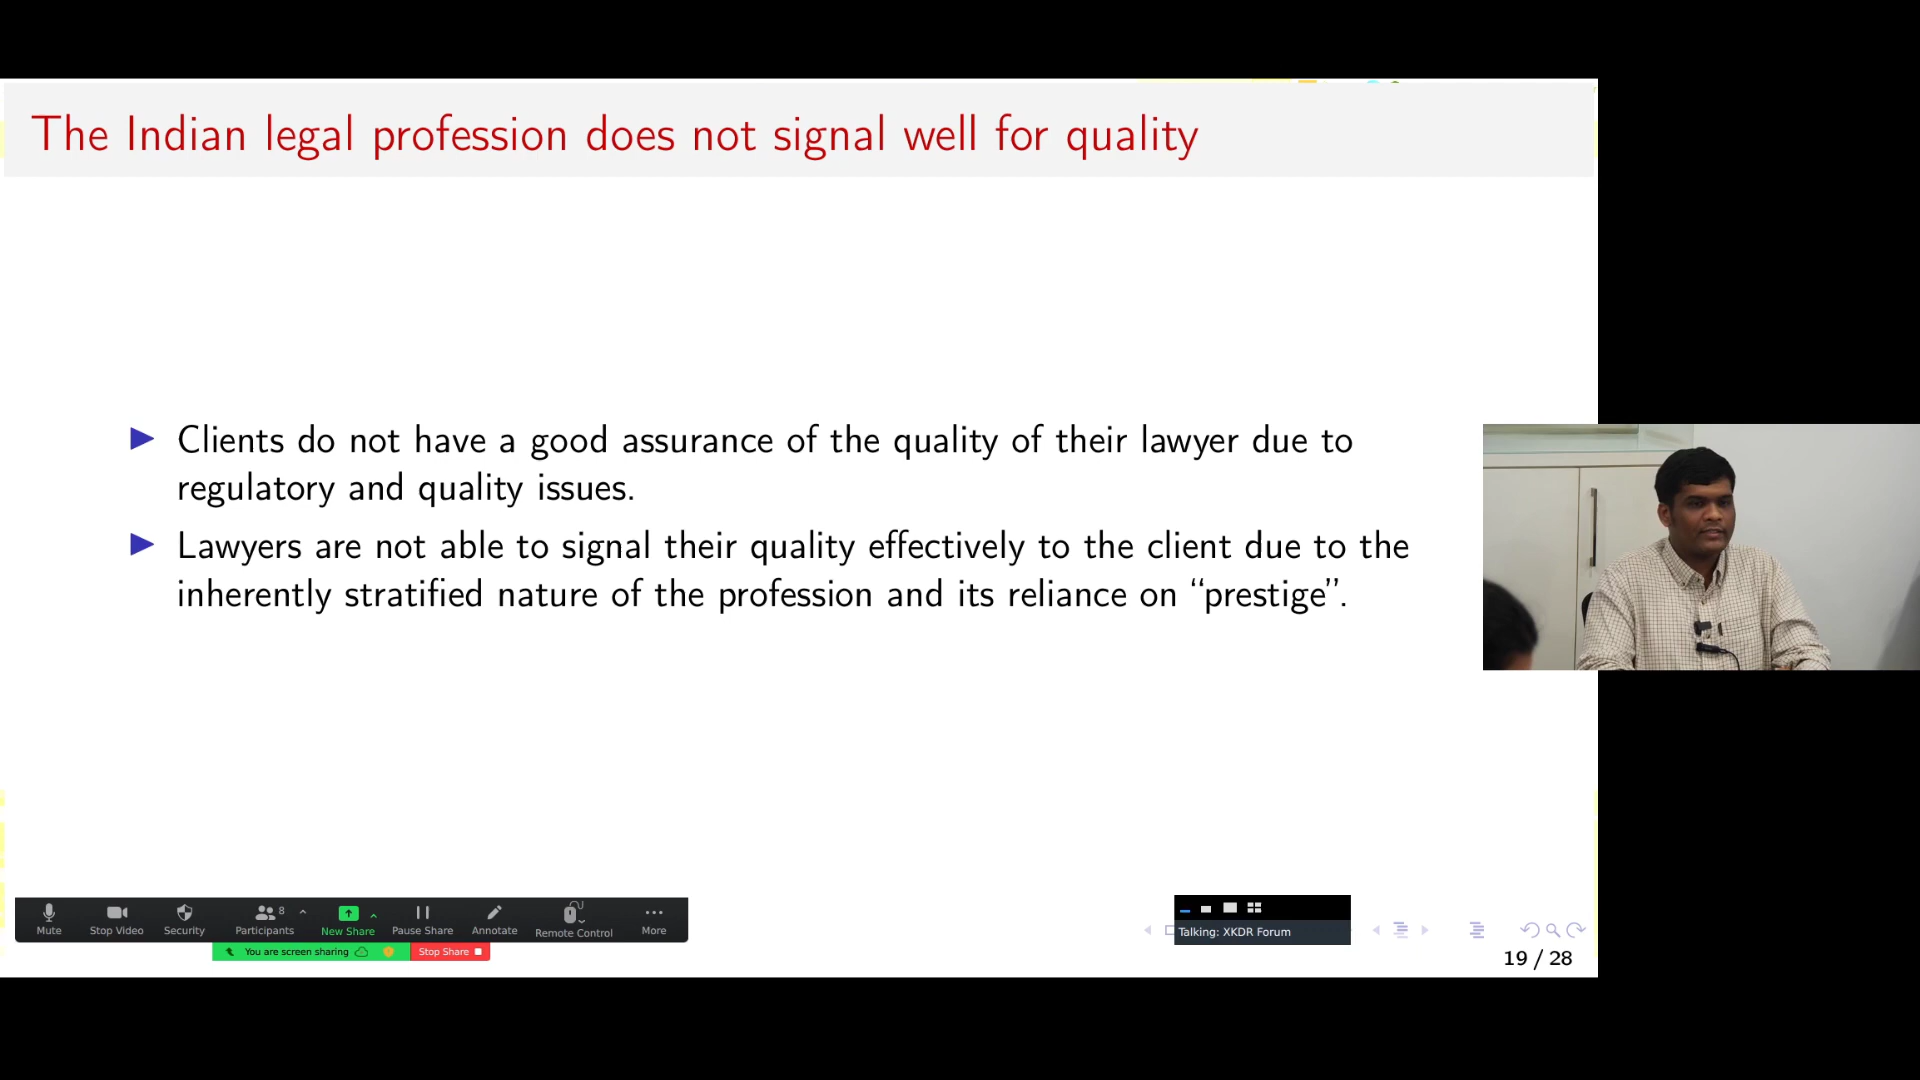 The Indian legal profession does not signal well for quality
Clients do not have a good assurance of the quality of their lawyer due to
regulatory and quality issues.
Lawyers are not able to signal their quality effectively to the client due to the
inherently stratified nature of the profession and its reliance on “prestige”.
Mute
Stop Video
Security
Participants 8
New Share
Pause Share
Annotate
Remote Control
More
You are screen sharing
Stop Share
Talking: XKDR Forum
19 / 28